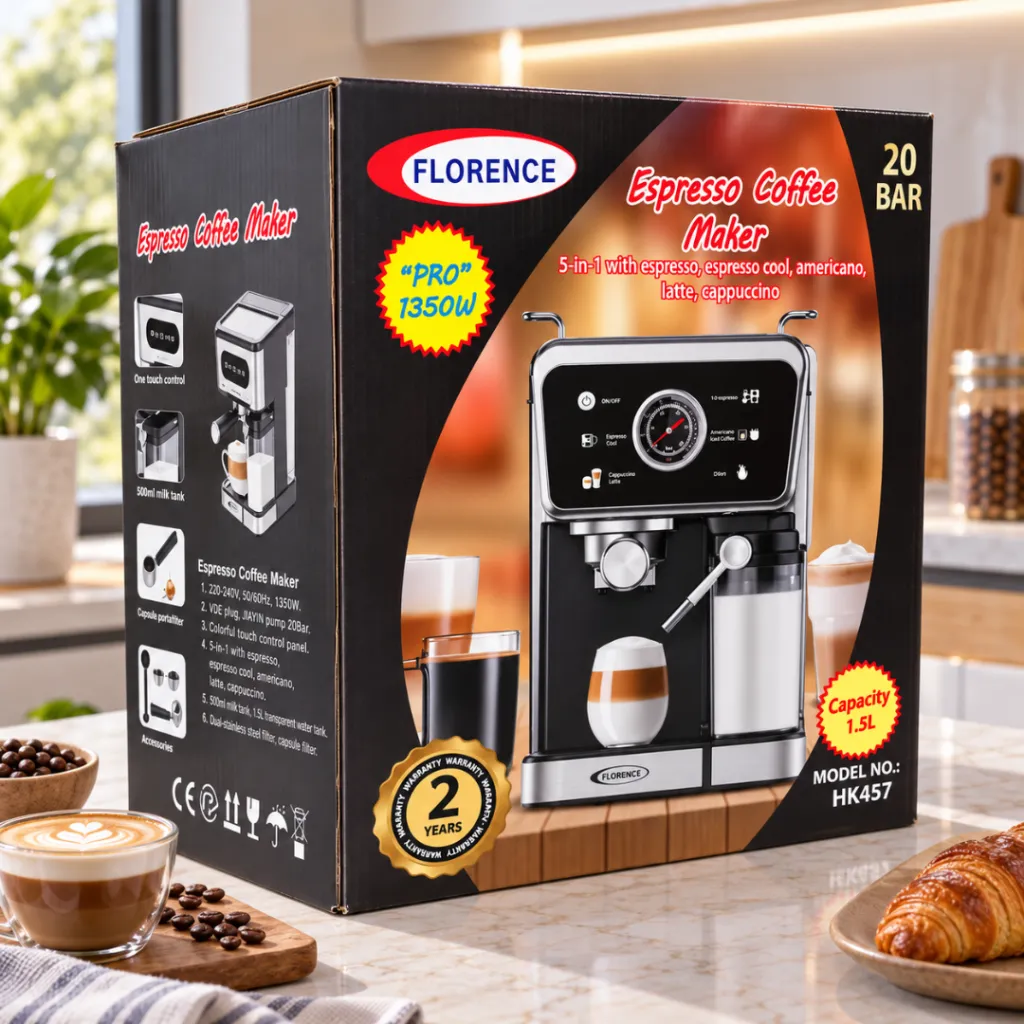 Espresso Coffee Maker
One touch control
500ml milk tank
Capsule portafilter
Accessories
Espresso Coffee Maker
1. 220-240V, 50/60Hz, 1350W.
2. VDE plug, JIAYIN pump 20Bar.
3. Colorful touch control panel.
4. 5-in-1 with espresso,
espresso cool, americano,
latte, cappuccino.
5. 500ml milk tank, 1.5L transparent water tank.
6. Dual-stainless steel filter, capsule filter.
CE
FLORENCE
"PRO"
1350W
Espresso Coffee
Maker
5-in-1 with espresso, espresso cool, americano,
latte, cappuccino
20
BAR
ON/OFF
Espresso
Cool
Cappuccino
Latte
Americano
Iced Coffee
FLORENCE
WARRANTY WARRANTY WARRANTY WARRANTY
2
YEARS
Capacity
1.5L
MODEL NO.:
HK457